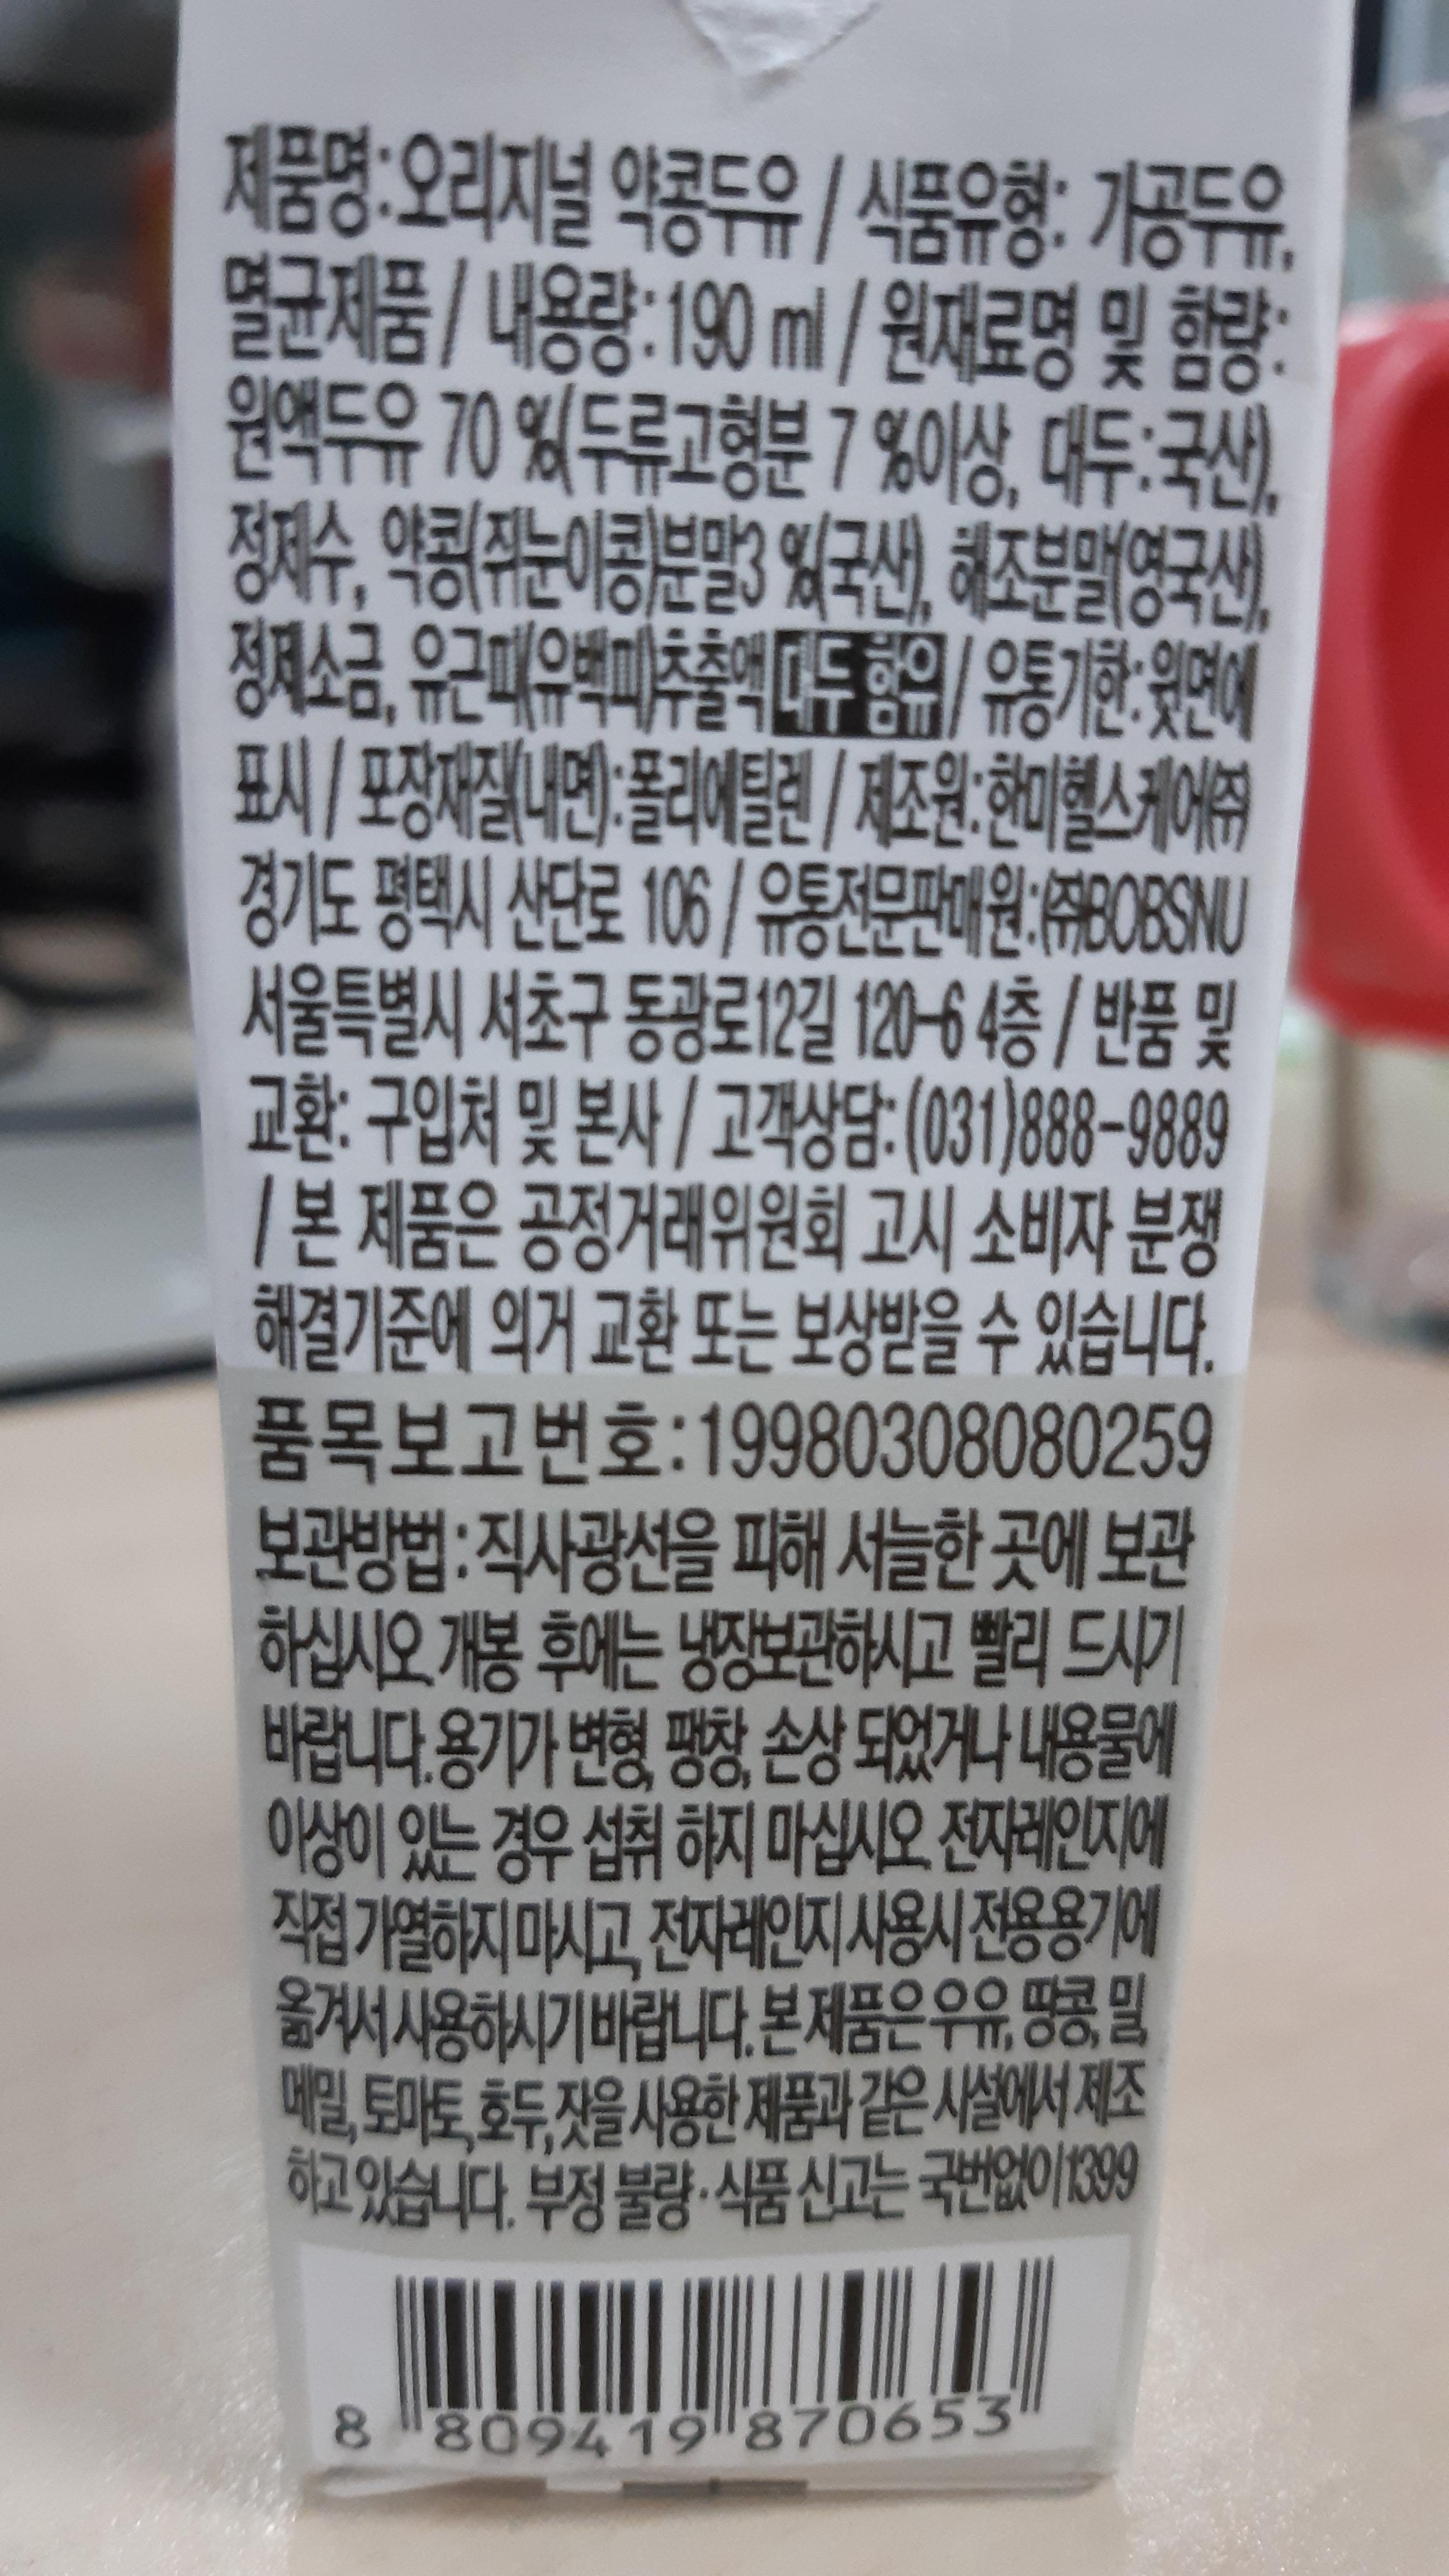 제품명:오리지널 약콩두유 / 식품유형: 가공두유,
멸균제품 / 내용량:190 ml / 원재료명 및 함량:
원액두유 70 %(두류고형분 7 %이상, 대두:국산),
정제수, 약콩(쥐눈이콩)분말3 %(국산), 해조분말(영국산),
정제소금, 유근피(유백피)추출액 대두 함유 / 유통기한:윗면에
표시 / 포장재질(내면):폴리에틸렌 / 제조원:한미헬스케어㈜
경기도 평택시 산단로 106 / 유통전문판매원:㈜BOBSNU
서울특별시 서초구 동광로12길 120-6 4층 / 반품 및
교환: 구입처 및 본사 / 고객상담:(031)888-9889
/ 본 제품은 공정거래위원회 고시 소비자 분쟁
해결기준에 의거 교환 또는 보상받을 수 있습니다.
품목보고번호:19980308080259
보관방법:직사광선을 피해 서늘한 곳에 보관
하십시오. 개봉 후에는 냉장보관하시고 빨리 드시기
바랍니다. 용기가 변형, 팽창, 손상 되었거나 내용물에
이상이 있는 경우 섭취 하지 마십시오. 전자레인지에
직접 가열하지 마시고, 전자레인지 사용시 전용용기에
옮겨서 사용하시기 바랍니다. 본 제품은 우유, 땅콩, 밀,
메밀, 토마토, 호두, 잣을 사용한 제품과 같은 시설에서 제조
하고 있습니다. 부정 불량·식품 신고는 국번없이1399
8 809419 870653